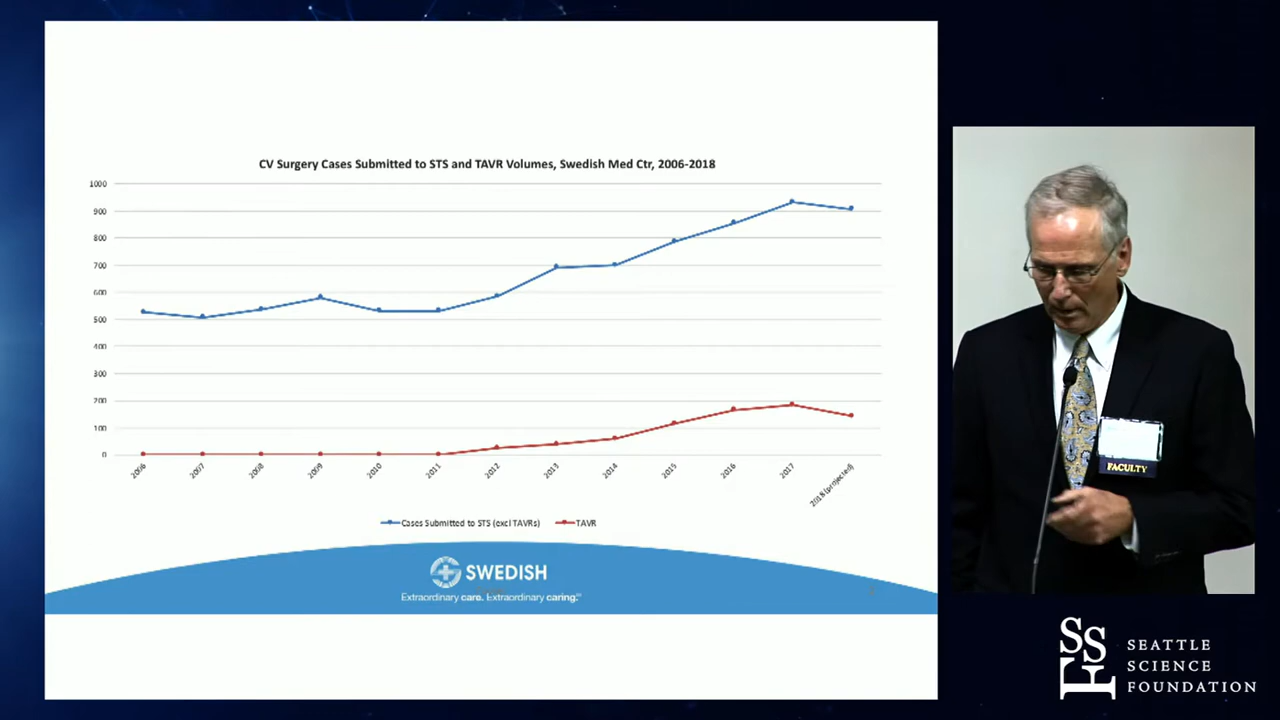 CV Surgery Cases Submitted to STS and TAVR Volumes, Swedish Med Ctr, 2006-2018
1000
900
800
700
600
500
400
300
200
100
0
2006
2007
2008
2009
2010
2011
2012
2013
2014
2015
2016
2017
2018 (projected)
Cases Submitted to STS (excl TAVRs)
TAVR
SWEDISH
Extraordinary care. Extraordinary caring.
FACULTY
SSF
SEATTLE
SCIENCE
FOUNDATION